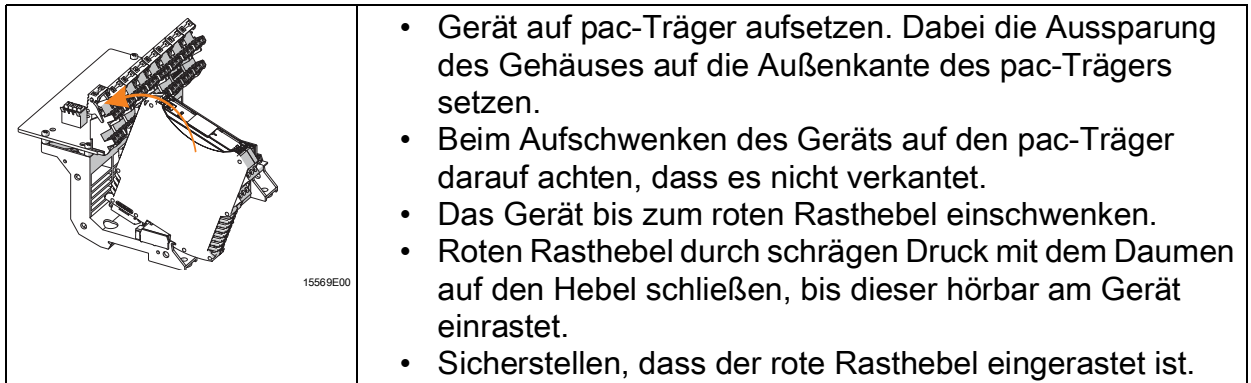 15569E00
• Gerät auf pac-Träger aufsetzen. Dabei die Aussparung
des Gehäuses auf die Außenkante des pac-Trägers
setzen.
• Beim Aufschwenken des Geräts auf den pac-Träger
darauf achten, dass es nicht verkantet.
• Das Gerät bis zum roten Rasthebel einschwenken.
• Roten Rasthebel durch schrägen Druck mit dem Daumen
auf den Hebel schließen, bis dieser hörbar am Gerät
einrastet.
• Sicherstellen, dass der rote Rasthebel eingerastet ist.